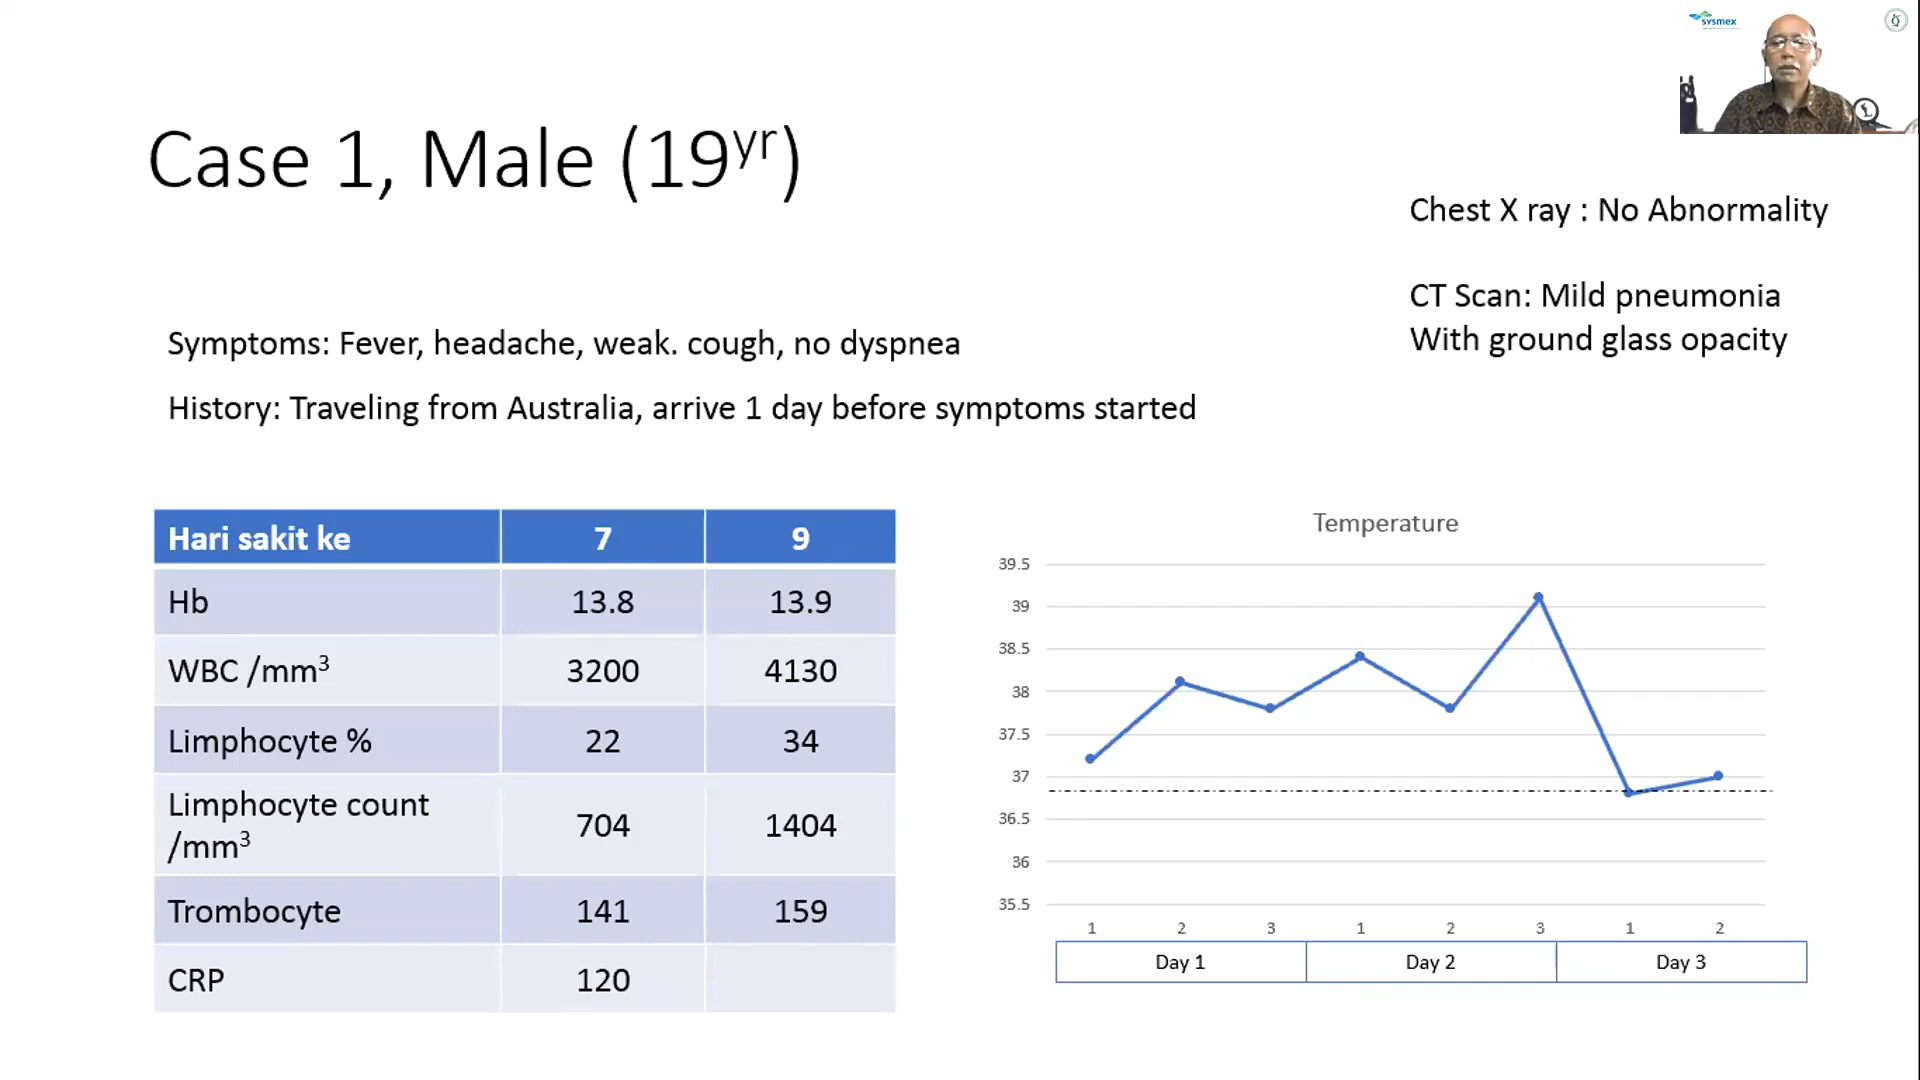 sysmex
Case 1, Male (19yr)
Chest X ray : No Abnormality
CT Scan: Mild pneumonia
With ground glass opacity
Symptoms: Fever, headache, weak. cough, no dyspnea
History: Traveling from Australia, arrive 1 day before symptoms started
Hari sakit ke 7 9
Hb 13.8 13.9
WBC /mm3 3200 4130
Limphocyte % 22 34
Limphocyte count
/mm3 704 1404
Trombocyte 141 159
CRP 120
Temperature
39.5
39
38.5
38
37.5
37
36.5
36
35.5
1 2 3 1 2 3 1 2
Day 1 Day 2 Day 3